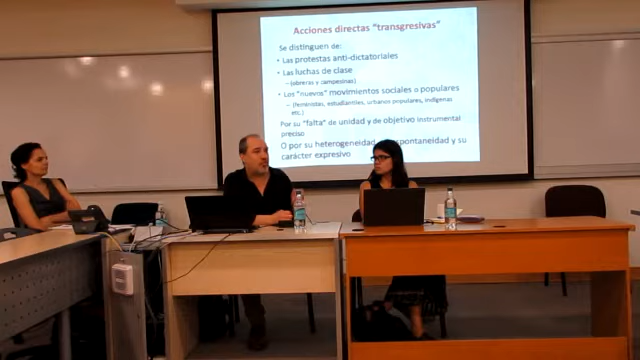 Acciones directas "transgresivas"
Se distinguen de:
• Las protestas anti-dictatoriales
• Las luchas de clase
– (obreras y campesinas)
• Los "nuevos" movimientos sociales o populares
– (feministas, estudiantiles, urbanos populares, indígenas
etc.)
Por su "falta" de unidad y de objetivo instrumental
preciso
O por su heterogeneidad, espontaneidad y su
carácter expresivo